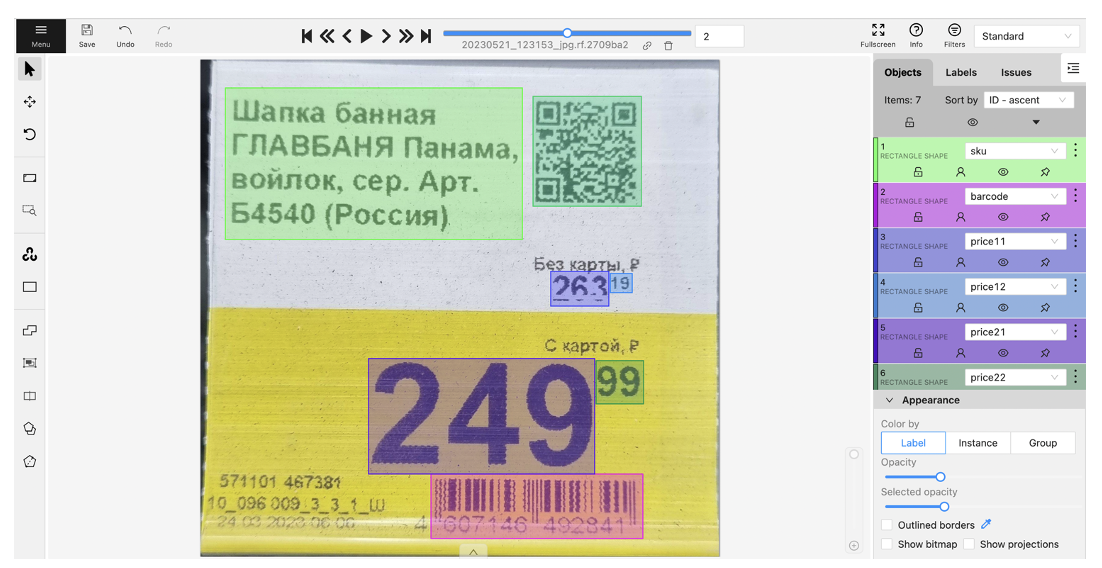 Menu
Save
Undo
Redo
20230521_123153_jpg.rf.2709ba2
2
Fullscreen
Info
Filters
Standard
Objects
Labels
Issues
Items: 7
Sort by
ID - ascent
1
RECTANGLE SHAPE
sku
2
RECTANGLE SHAPE
barcode
3
RECTANGLE SHAPE
price11
4
RECTANGLE SHAPE
price12
5
RECTANGLE SHAPE
price21
6
RECTANGLE SHAPE
price22
Appearance
Color by
Label
Instance
Group
Opacity
Selected opacity
Outlined borders
Show bitmap
Show projections
Шапка банная
ГЛАВБАНЯ Панама,
войлок, сер. Арт.
Б4540 (Россия)
Без карты, ₽
263 19
С картой, ₽
249 99
571101 467381
10_096 009_3_3_1_Ш
24.03.2023 06:06
4 607146 492841